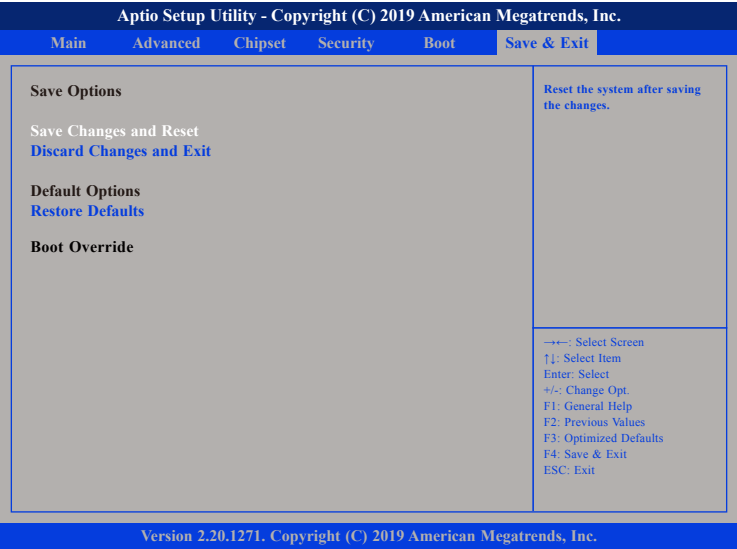 Aptio Setup Utility - Copyright (C) 2019 American Megatrends, Inc.
Main Advanced Chipset Security Boot Save & Exit
Save Options
Save Changes and Reset
Discard Changes and Exit
Default Options
Restore Defaults
Boot Override
Reset the system after saving
the changes.
→←: Select Screen
↑↓: Select Item
Enter: Select
+/-: Change Opt.
F1: General Help
F2: Previous Values
F3: Optimized Defaults
F4: Save & Exit
ESC: Exit
Version 2.20.1271. Copyright (C) 2019 American Megatrends, Inc.